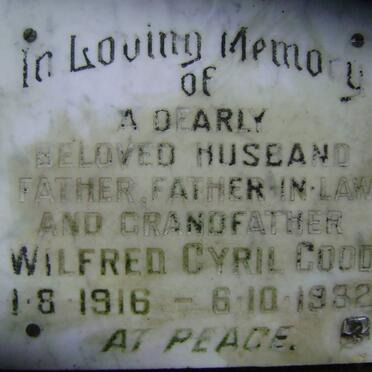 In Loving Memory
of
A DEARLY
BELOVED HUSBAND
FATHER, FATHER-IN-LAW
AND GRANDFATHER
WILFRED CYRIL GOOD
1·8·1916 – 6·10·1982
AT PEACE.